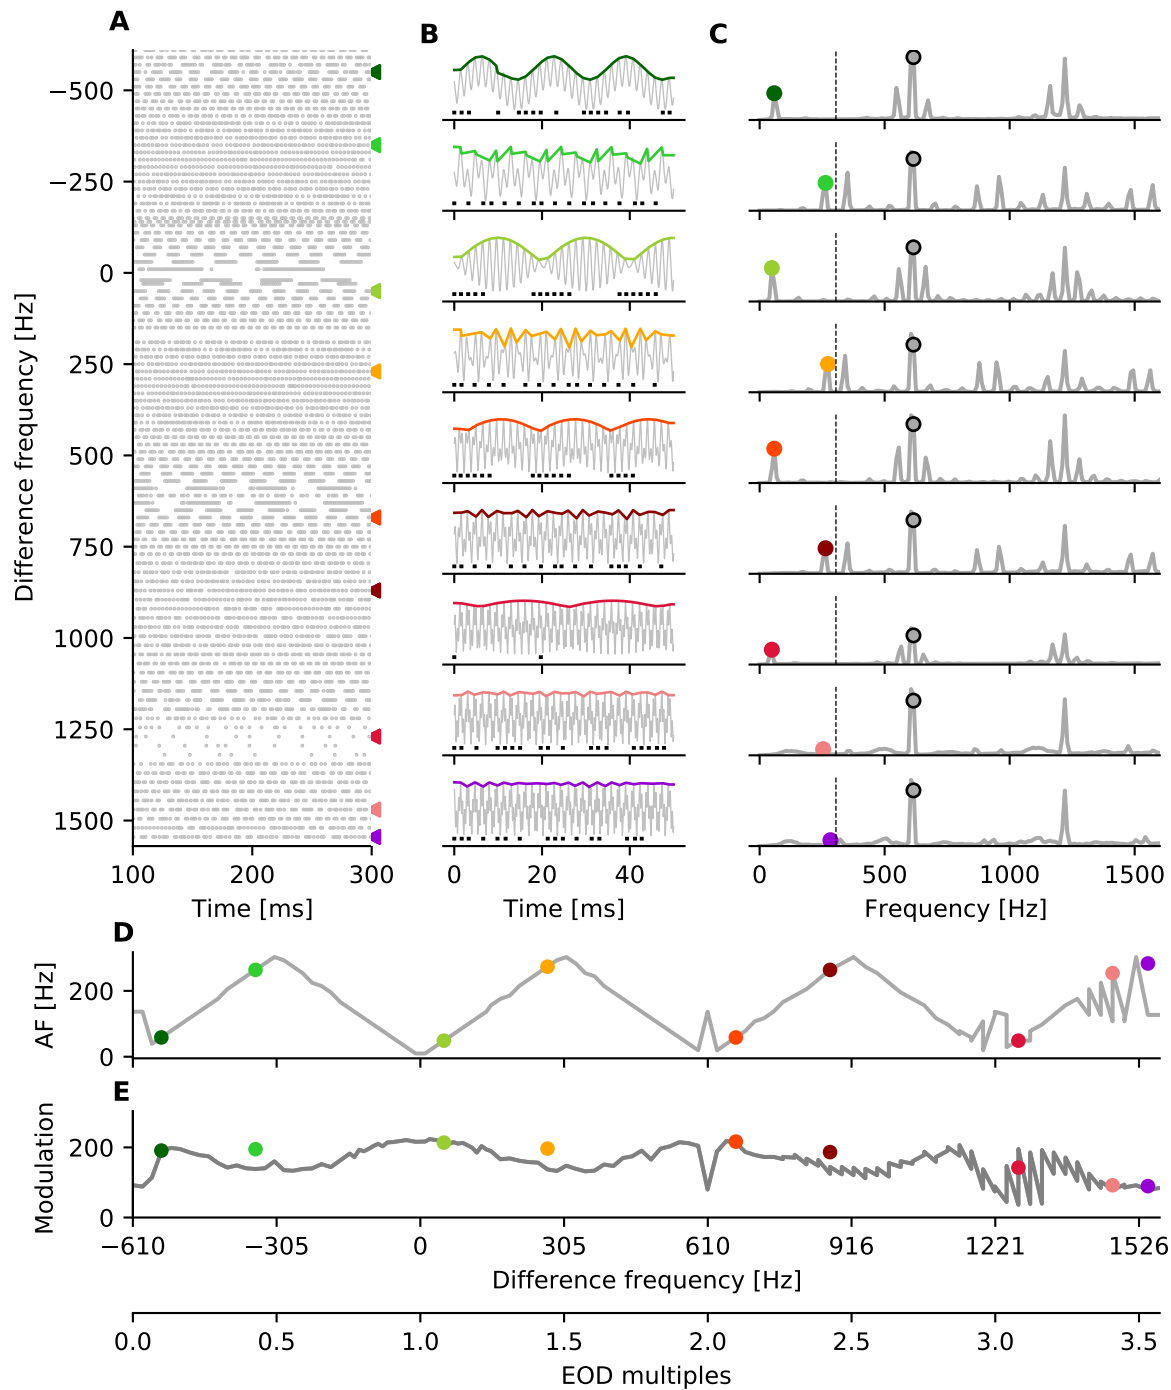 A
B
C
Difference frequency [Hz]
−500
−250
0
250
500
750
1000
1250
1500
100 200 300
Time [ms]
0 20 40
Time [ms]
0 500 1000 1500
Frequency [Hz]
D
AF [Hz]
200
0
E
Modulation
200
0
−610 −305 0 305 610 916 1221 1526
Difference frequency [Hz]
0.0 0.5 1.0 1.5 2.0 2.5 3.0 3.5
EOD multiples